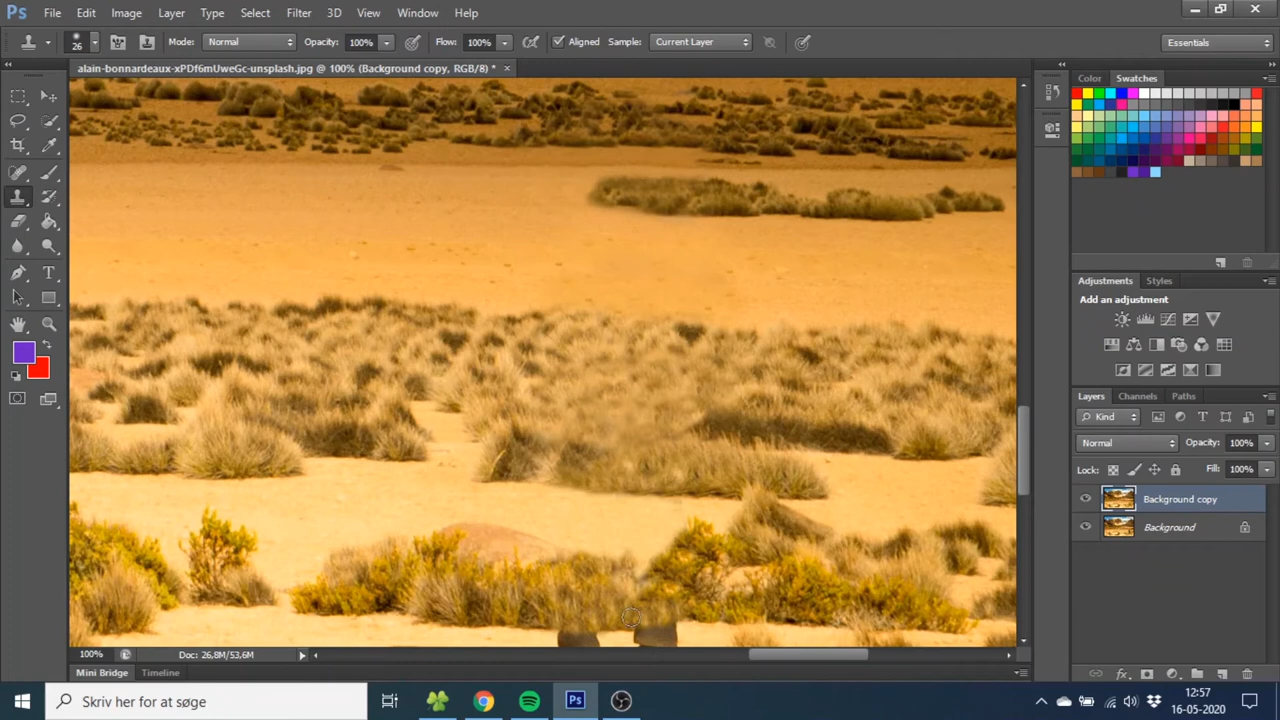 Ps File Edit Image Layer Type Select Filter 3D View Window Help
26 Mode: Normal Opacity: 100% Flow: 100% Aligned Sample: Current Layer Essentials
alain-bonnardeaux-xPDf6mUweGc-unsplash.jpg @ 100% (Background copy, RGB/8) * ×
Color Swatches
Adjustments Styles
Add an adjustment
Layers Channels Paths
Kind
Normal Opacity: 100%
Lock: Fill: 100%
Background copy
Background
100% Doc: 26,8M/53,6M
Mini Bridge Timeline
Skriv her for at søge
Ps
12:57
16-05-2020